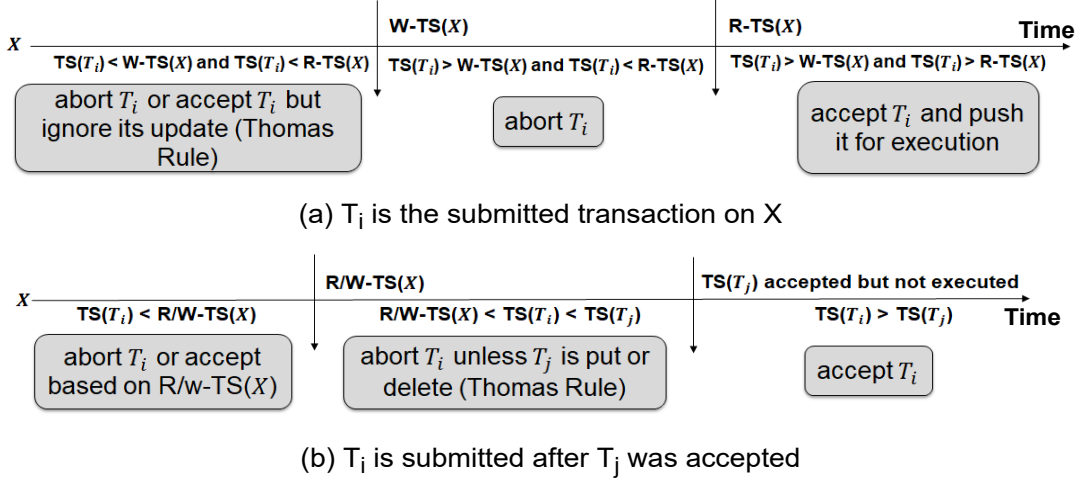 W-TS(X)
R-TS(X)
Time
X
TS(Tᵢ) < W-TS(X) and TS(Tᵢ) < R-TS(X)
TS(Tᵢ) > W-TS(X) and TS(Tᵢ) < R-TS(X)
TS(Tᵢ) > W-TS(X) and TS(Tᵢ) > R-TS(X)
abort Tᵢ or accept Tᵢ but
ignore its update (Thomas
Rule)
abort Tᵢ
accept Tᵢ and push
it for execution
(a) Tᵢ is the submitted transaction on X
R/W-TS(X)
TS(Tⱼ) accepted but not executed
X
TS(Tᵢ) < R/W-TS(X)
R/W-TS(X) < TS(Tᵢ) < TS(Tⱼ)
TS(Tᵢ) > TS(Tⱼ)
Time
abort Tᵢ or accept
based on R/w-TS(X)
abort Tᵢ unless Tⱼ is put or
delete (Thomas Rule)
accept Tᵢ
(b) Tᵢ is submitted after Tⱼ was accepted